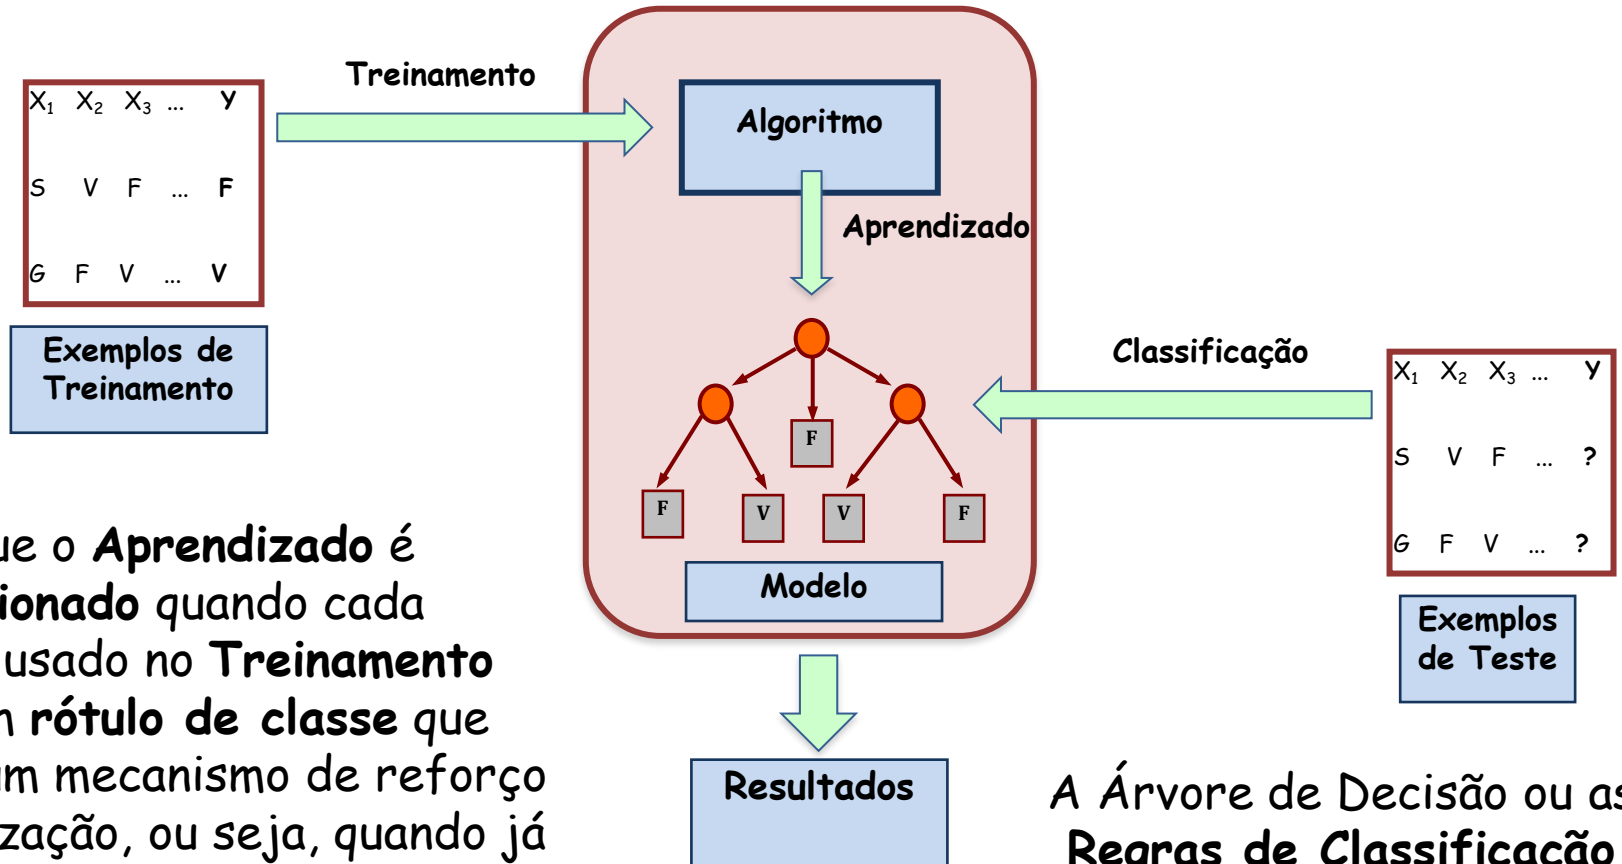 Treinamento
X₁ X₂ X₃ ... Y
S V F ... F
G F V ... V
Exemplos de
Treinamento
Algoritmo
Aprendizado
F
F V V F
Modelo
Classificação
X₁ X₂ X₃ ... Y
S V F ... ?
G F V ... ?
Exemplos
de Teste
Resultados
ue o Aprendizado é
ionado quando cada
usado no Treinamento
rótulo de classe que
um mecanismo de reforço
ização, ou seja, quando já
A Árvore de Decisão ou as
Regras de Classificação